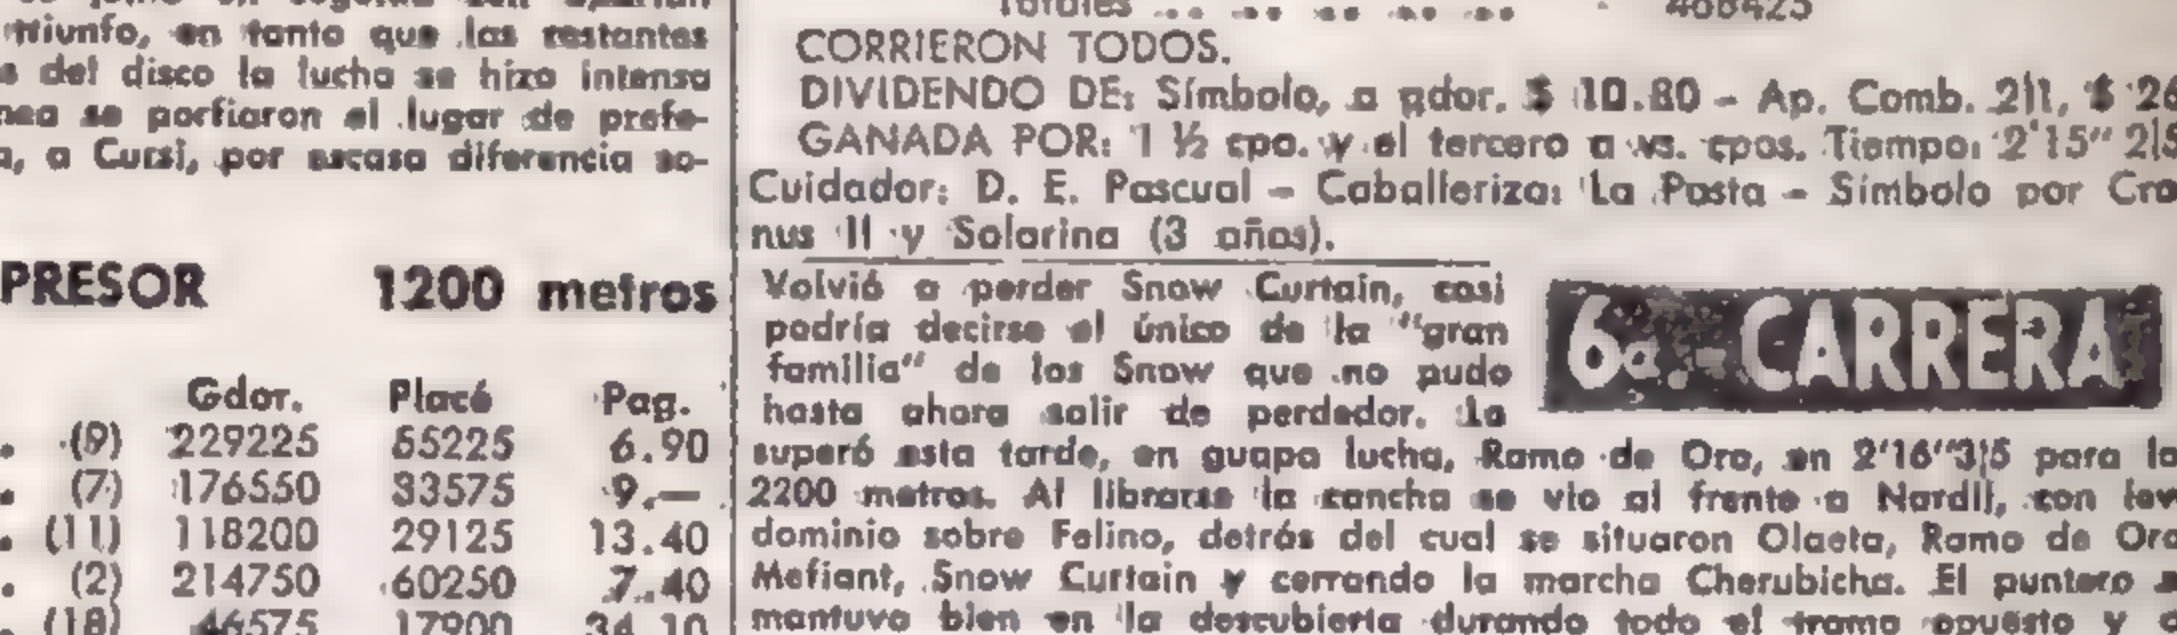 triunfo, en tanto que las restantes
del disco la lucha se hizo intensa
se porfiaron el lugar de prefe-
a Cursi, por escasa diferencia so-
PRESOR 1200 metros
Gdor. Placé Pag.
(9) 229225 65225 6.90
(7) 176550 33575 9.—
(11) 118200 29125 13.40
(2) 214750 60250 7.40
(18) 46575 17900 34.10
Totales 468425
CORRIERON TODOS.
DIVIDENDO DE: Símbolo, a gdor. $ 10.80 - Ap. Comb. 2|1, $ 26
GANADA POR: 1 ½ cpo. y el tercero a vs. cpos. Tiempo: 2'15" 2|5
Cuidador: D. E. Pascual - Caballeriza: La Posta - Símbolo por Cro
nus II y Solarina (3 años).
6a.- CARRERA
Volvió a perder Snow Curtain, casi
podría decirse el único de la "gran
familia" de los Snow que no pudo
hasta ahora salir de perdedor. La
superó esta tarde, en guapa lucha, Ramo de Oro, en 2'16"3|5 para la
2200 metros. Al librarse la cancha se vio al frente a Nardil, con lev
dominio sobre Felino, detrás del cual se situaron Olaeta, Ramo de Oro
Mefiant, Snow Curtain y cerrando la marcha Cherubicha. El puntero
mantuvo bien en la descubierta durando todo el tramo opuesto y